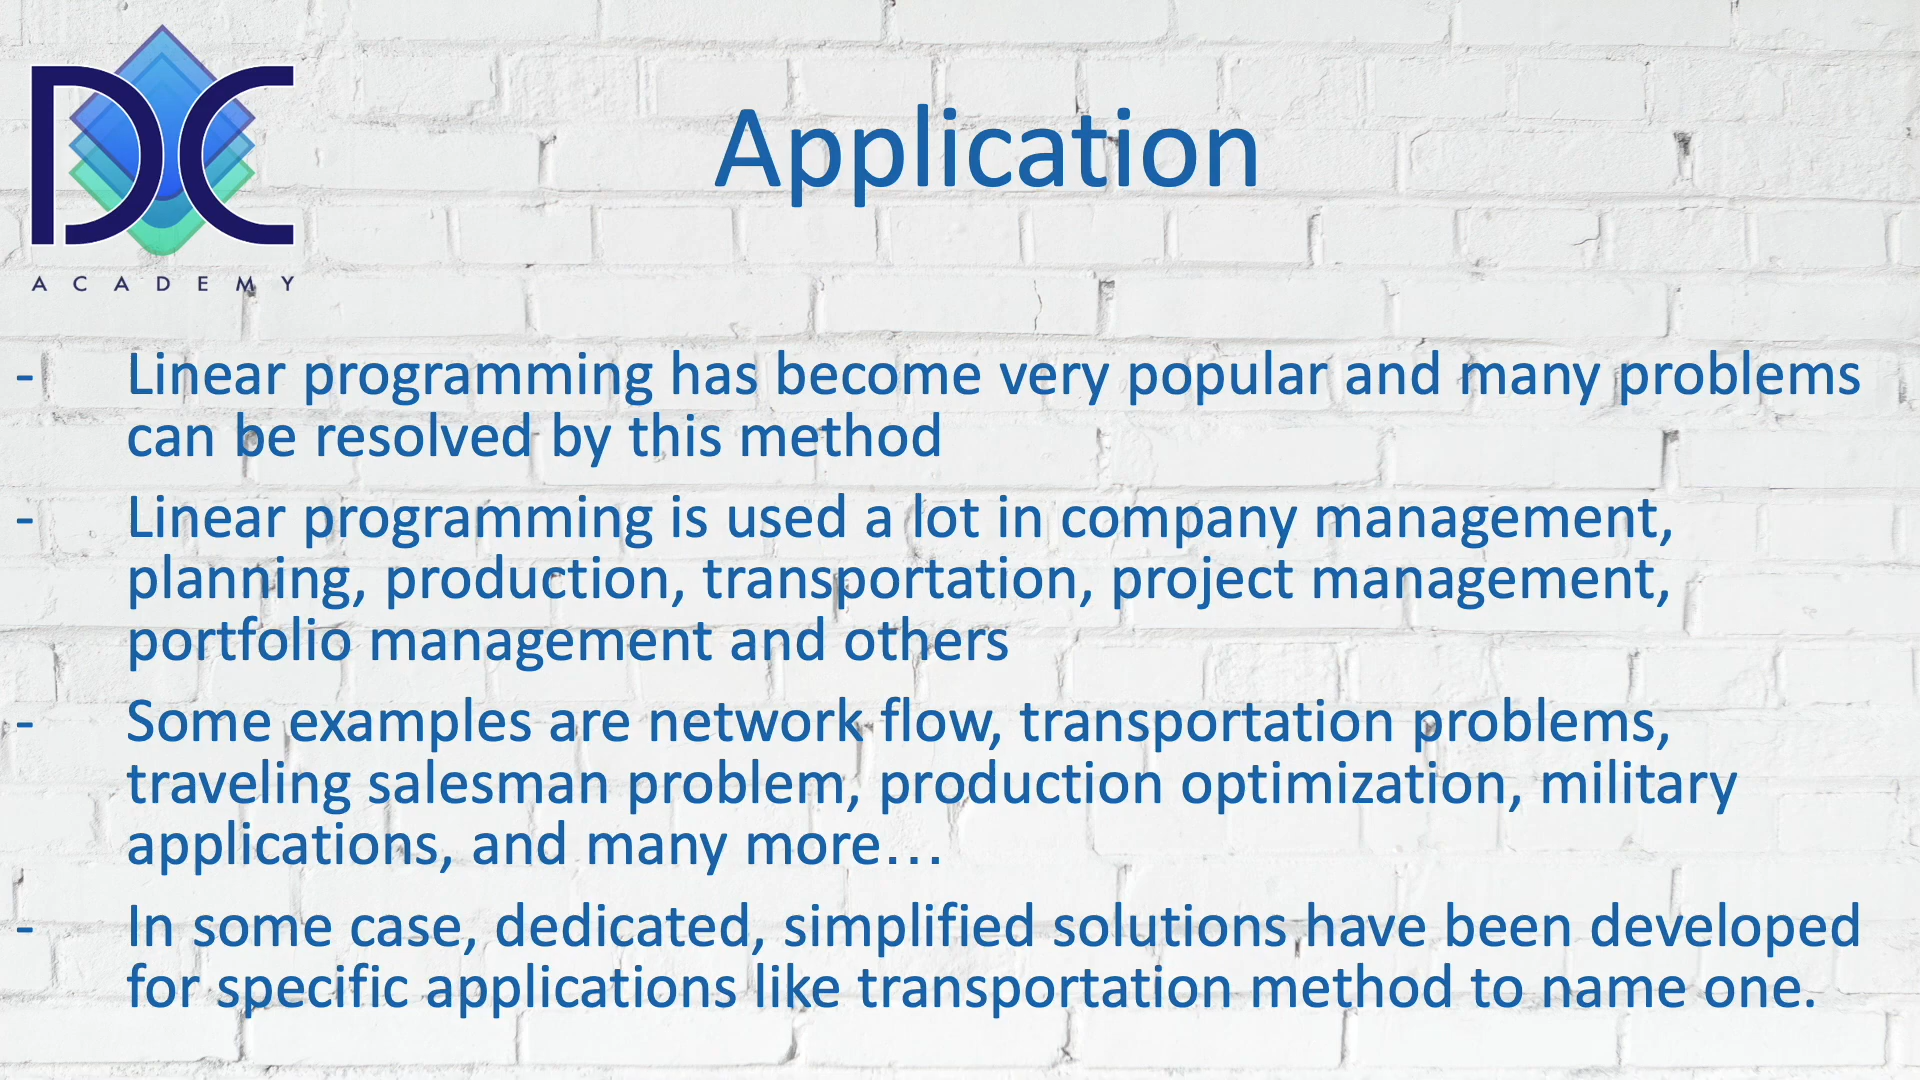 DC
ACADEMY
Application
- Linear programming has become very popular and many problems
can be resolved by this method
- Linear programming is used a lot in company management,
planning, production, transportation, project management,
portfolio management and others
- Some examples are network flow, transportation problems,
traveling salesman problem, production optimization, military
applications, and many more…
- In some case, dedicated, simplified solutions have been developed
for specific applications like transportation method to name one.